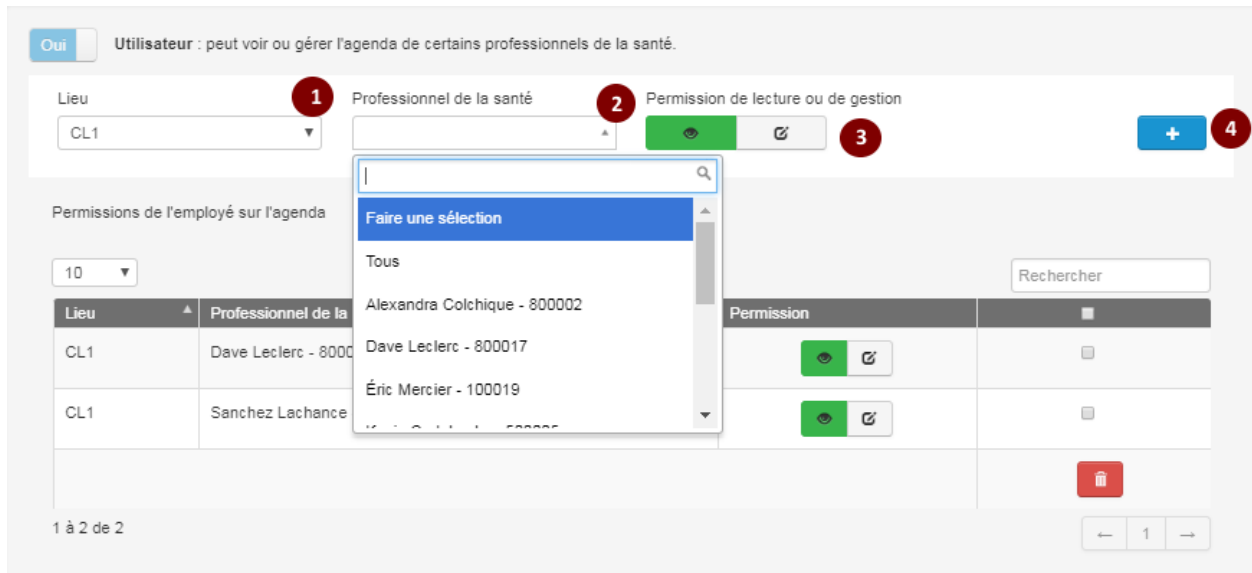 Oui Utilisateur : peut voir ou gérer l'agenda de certains professionnels de la santé.
Lieu 1 Professionnel de la santé 2 Permission de lecture ou de gestion 3 4
CL1
Faire une sélection
Tous
Alexandra Colchique - 800002
Dave Leclerc - 800017
Éric Mercier - 100019
Permissions de l'employé sur l'agenda
10 Rechercher
Lieu Professionnel de la Permission
CL1 Dave Leclerc - 8000
CL1 Sanchez Lachance
1 à 2 de 2 ← 1 →